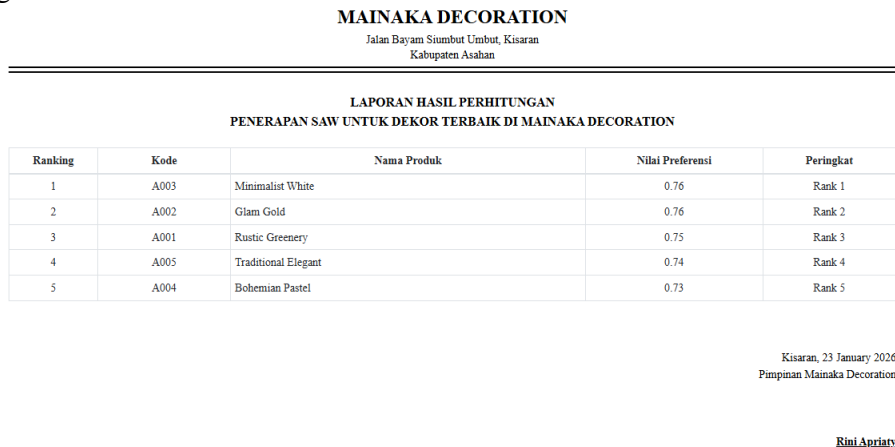 MAINAKA DECORATION
Jalan Bayam Siumbut Umbut, Kisaran
Kabupaten Asahan
LAPORAN HASIL PERHITUNGAN
PENERAPAN SAW UNTUK DEKOR TERBAIK DI MAINAKA DECORATION
Ranking Kode Nama Produk Nilai Preferensi Peringkat
1 A003 Minimalist White 0.76 Rank 1
2 A002 Glam Gold 0.76 Rank 2
3 A001 Rustic Greenery 0.75 Rank 3
4 A005 Traditional Elegant 0.74 Rank 4
5 A004 Bohemian Pastel 0.73 Rank 5
Kisaran, 23 January 2026
Pimpinan Mainaka Decoration
Rini Apriaty